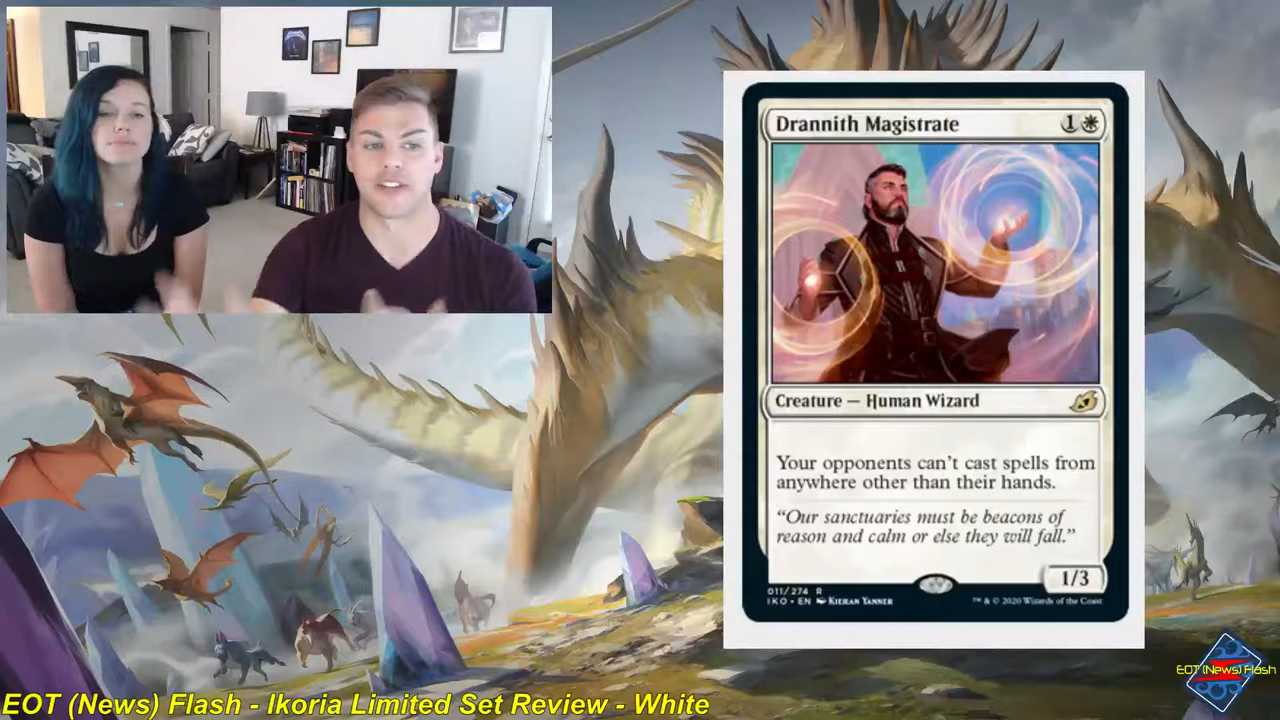 Drannith Magistrate 1
Creature — Human Wizard
Your opponents can't cast spells from
anywhere other than their hands.
“Our sanctuaries must be beacons of
reason and calm or else they will fall.”
1/3
011/274 R
IKO • EN KIERAN YANNER
™ & © 2020 Wizards of the Coast
EOT (News) Flash
EOT (News) Flash - Ikoria Limited Set Review - White